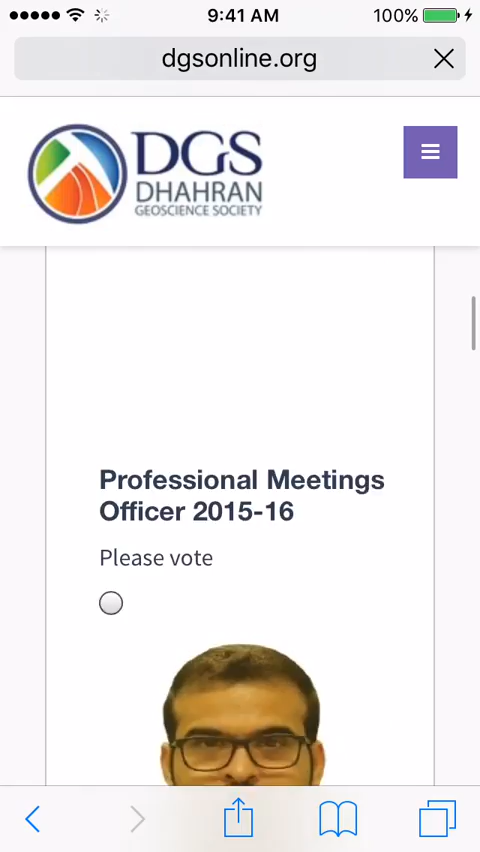 9:41 AM
100%
dgsonline.org
DGS
DHAHRAN
GEOSCIENCE SOCIETY
Professional Meetings
Officer 2015-16
Please vote